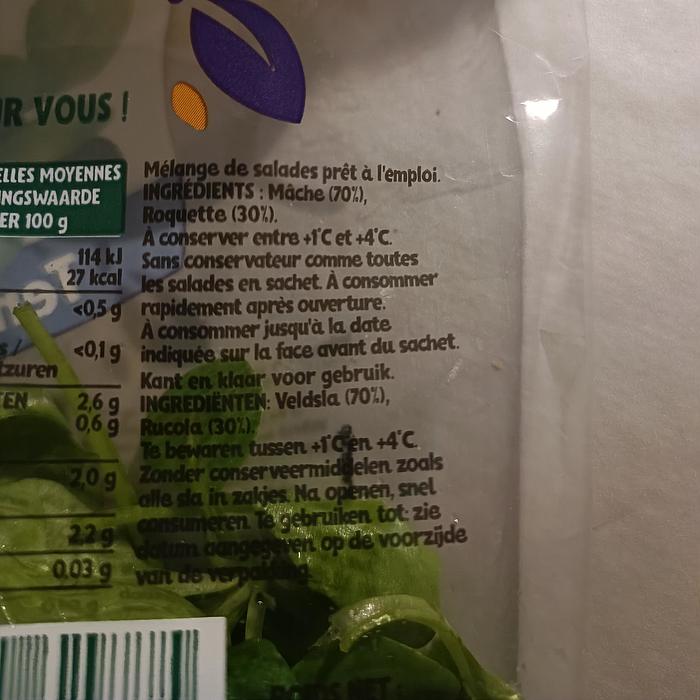 R VOUS !
ELLES MOYENNES
INGSWAARDE
ER 100 g
114 kJ
27 kcal
<0,5 g
<0,1 g
tzuren
EN 2,6 g
0,6 g
2,0 g
2,2 g
0,03 g
Mélange de salades prêt à l'emploi.
INGRÉDIENTS : Mâche (70%),
Roquette (30%).
À conserver entre +1°C et +4°C.
Sans conservateur comme toutes
les salades en sachet. À consommer
rapidement après ouverture.
À consommer jusqu'à la date
indiquée sur la face avant du sachet.
Kant en klaar voor gebruik.
INGREDIËNTEN: Veldsla (70%),
Rucola (30%).
Te bewaren tussen +1°C en +4°C.
Zonder conserveermiddelen zoals
alle sla in zakjes. Na openen, snel
consumeren. Te gebruiken tot: zie
datum aangegeven op de voorzijde
van de verpakking.
POIDS NET